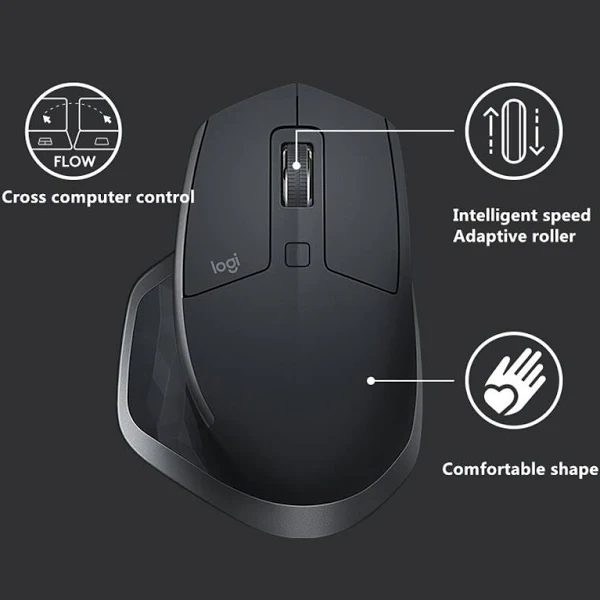 FLOW
Cross computer control
Intelligent speed
Adaptive roller
logi
Comfortable shape